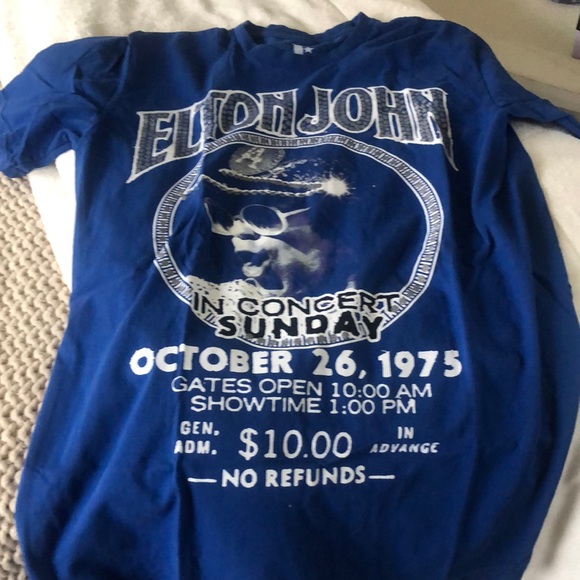 ELTON JOHN
IN CONCERT
SUNDAY
OCTOBER 26, 1975
GATES OPEN 10:00 AM
SHOWTIME 1:00 PM
GEN. ADM. $10.00 IN ADVANCE
— NO REFUNDS —